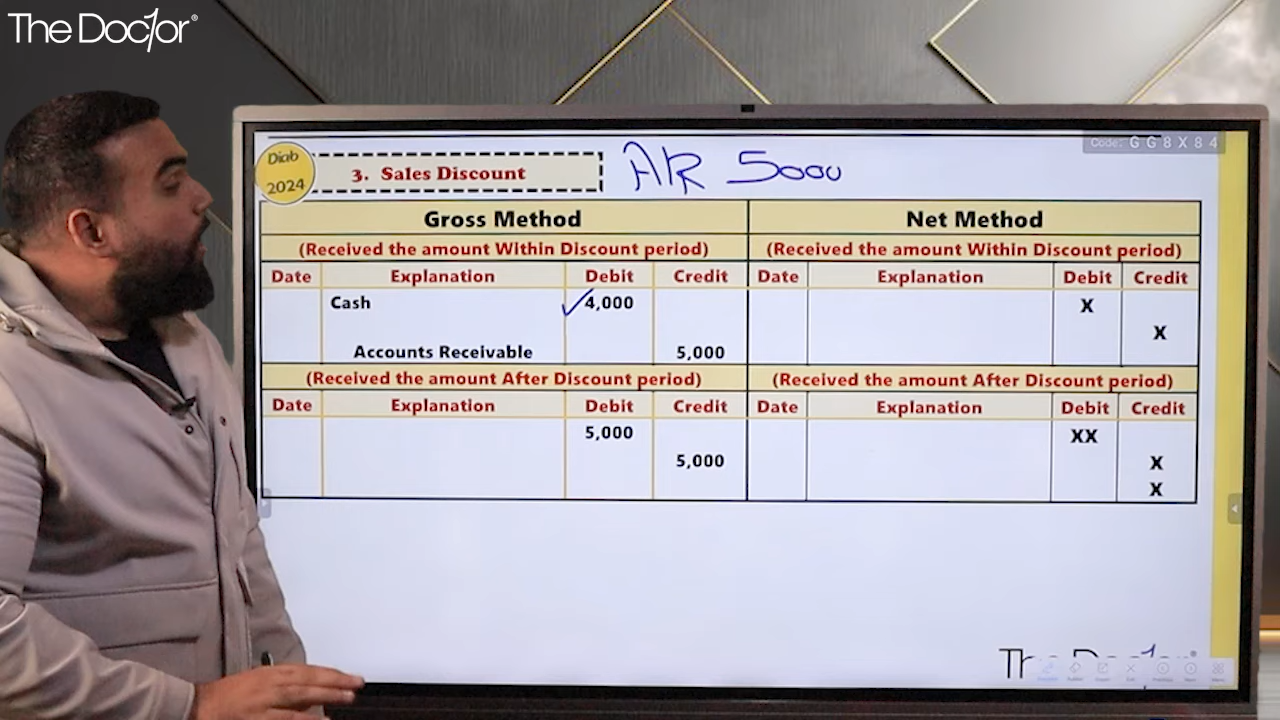 The Doctor®
Code: GG8X84
Diab
2024
3. Sales Discount
AR 5000
Gross Method
Net Method
(Received the amount Within Discount period)
(Received the amount Within Discount period)
Date Explanation Debit Credit
Date Explanation Debit Credit
Cash 4,000
X
X
Accounts Receivable 5,000
(Received the amount After Discount period)
(Received the amount After Discount period)
Date Explanation Debit Credit
Date Explanation Debit Credit
5,000
XX
5,000
X
X